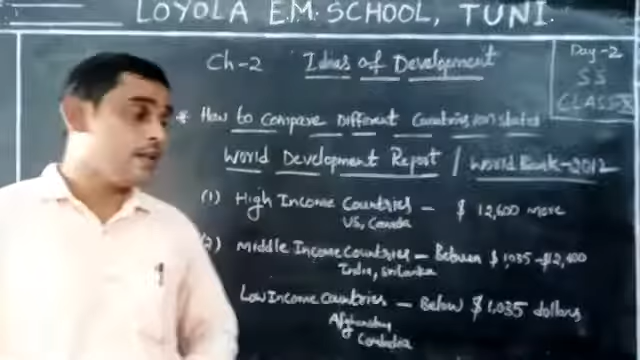 LOYOLA E.M. SCHOOL, TUNI.
Ch-2 Ideas of Development
Day-2
SS
CLASS-X
* How to Compare Different Countries or states
World Development Report / World Bank-2012
(1) High Income Countries - $ 12,600 more
US, Canada
(2) Middle Income Countries - Between $ 1,035 - $12,600
India, Srilanka
Low Income Countries - Below $ 1,035 dollars
Cambodia